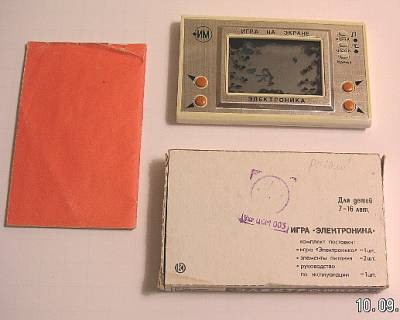 ИМ
ИГРА НА ЭКРАНЕ
ЭЛЕКТРОНИКА
Для детей
7-16 лет.
ИГРА «ЭЛЕКТРОНИКА»
комплект поставки:
• игра «Электроника» -1шт.
• элементы питания -2шт.
• руководство
по эксплуатации -1шт.
10.09.